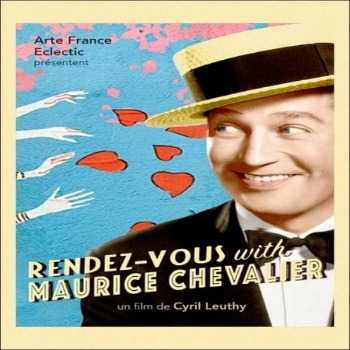 Arte France
Eclectic
présentent
RENDEZ-VOUS with
MAURICE CHEVALIER
un film de Cyril Leuthy